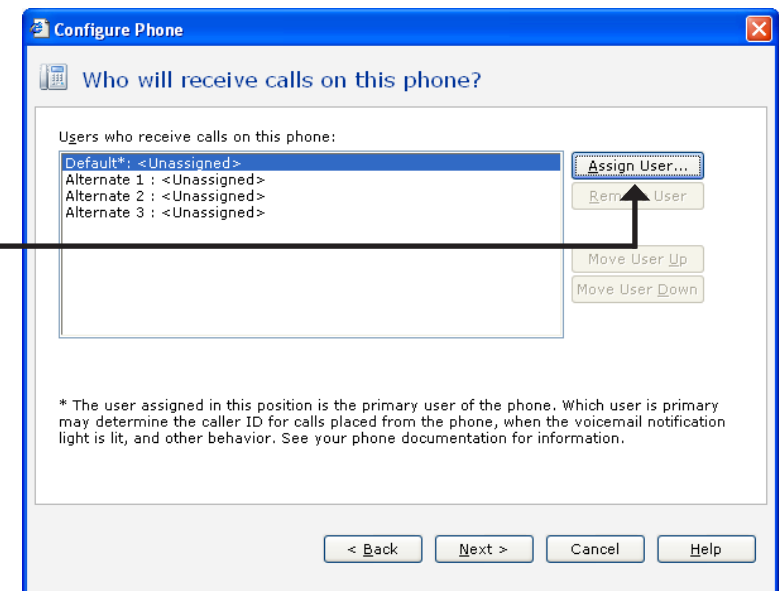 Configure Phone
Who will receive calls on this phone?
Users who receive calls on this phone:
Default*: <Unassigned>
Alternate 1 : <Unassigned>
Alternate 2 : <Unassigned>
Alternate 3 : <Unassigned>
Assign User...
User
Move User Up
Move User Down
* The user assigned in this position is the primary user of the phone. Which user is primary
may determine the caller ID for calls placed from the phone, when the voicemail notification
light is lit, and other behavior. See your phone documentation for information.
< Back
Next >
Cancel
Help